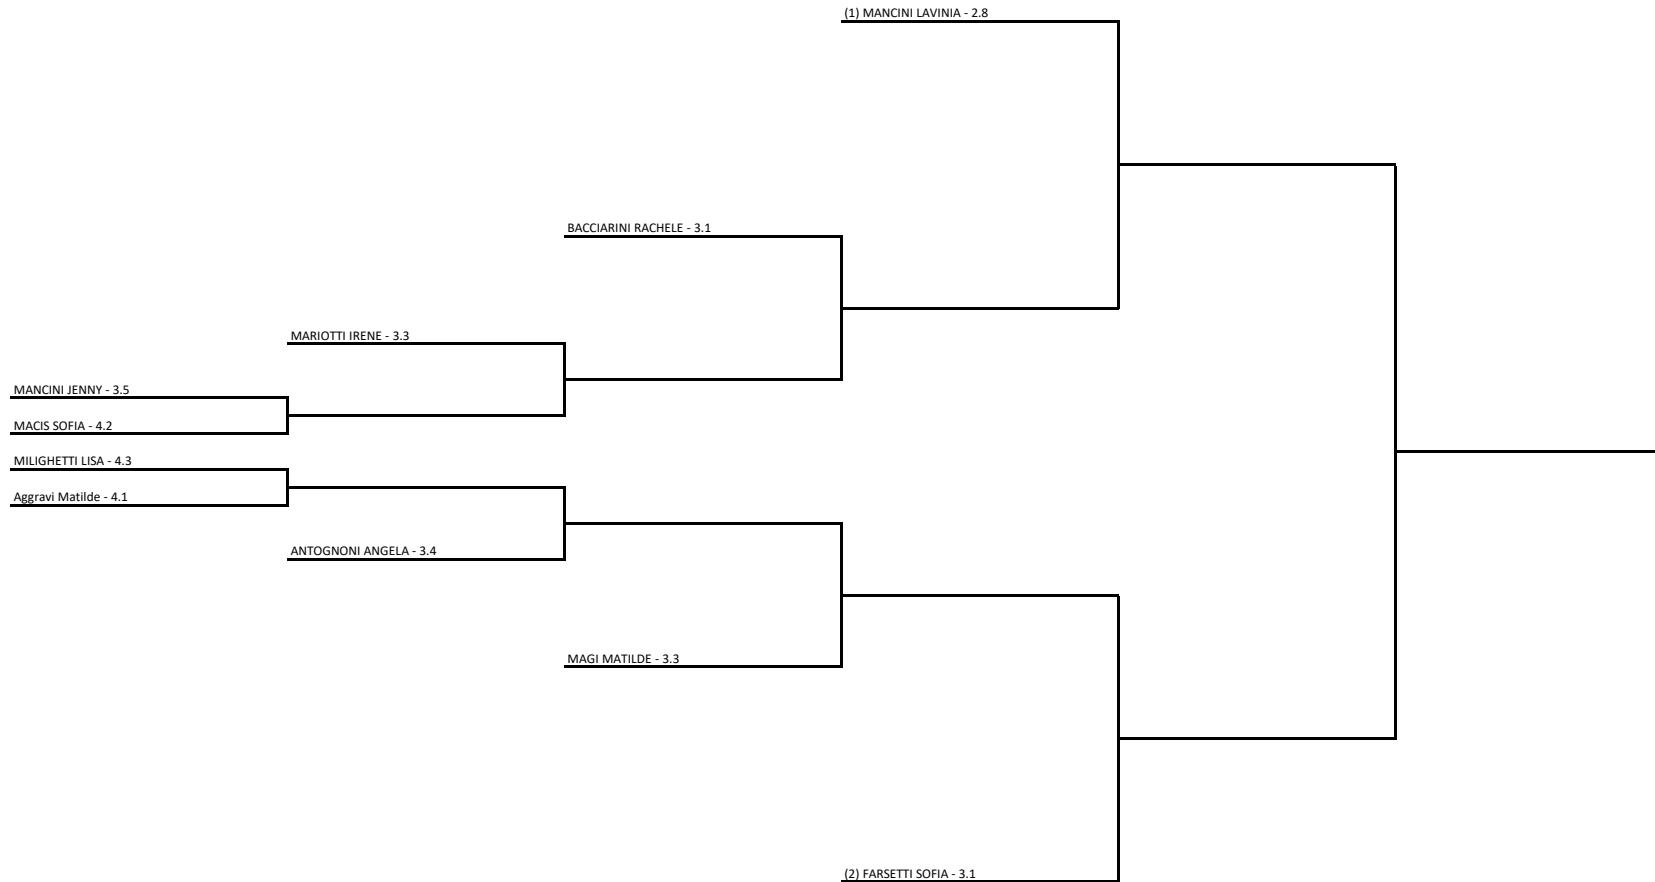 (1) MANCINI LAVINIA - 2.8
BACCIARINI RACHELE - 3.1
MARIOTTI IRENE - 3.3
MANCINI JENNY - 3.5
MACIS SOFIA - 4.2
MILIGHETTI LISA - 4.3
Aggravi Matilde - 4.1
ANTOGNONI ANGELA - 3.4
MAGI MATILDE - 3.3
(2) FARSETTI SOFIA - 3.1